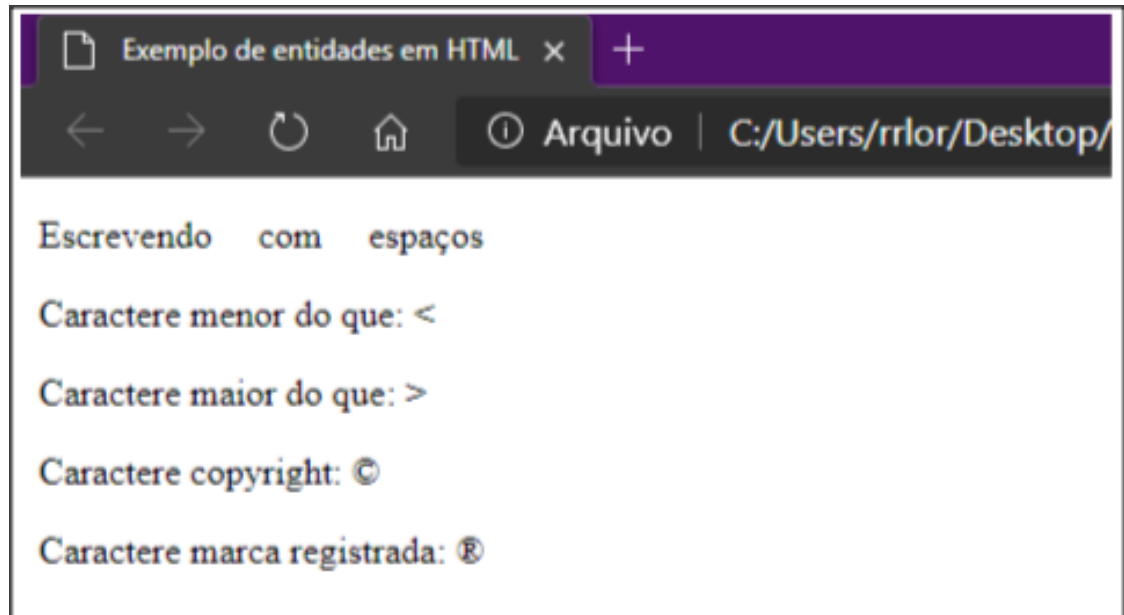 Exemplo de entidades em HTML
Arquivo | C:/Users/rrlor/Desktop/
Escrevendo    com    espaços
Caractere menor do que: <
Caractere maior do que: >
Caractere copyright: ©
Caractere marca registrada: ®